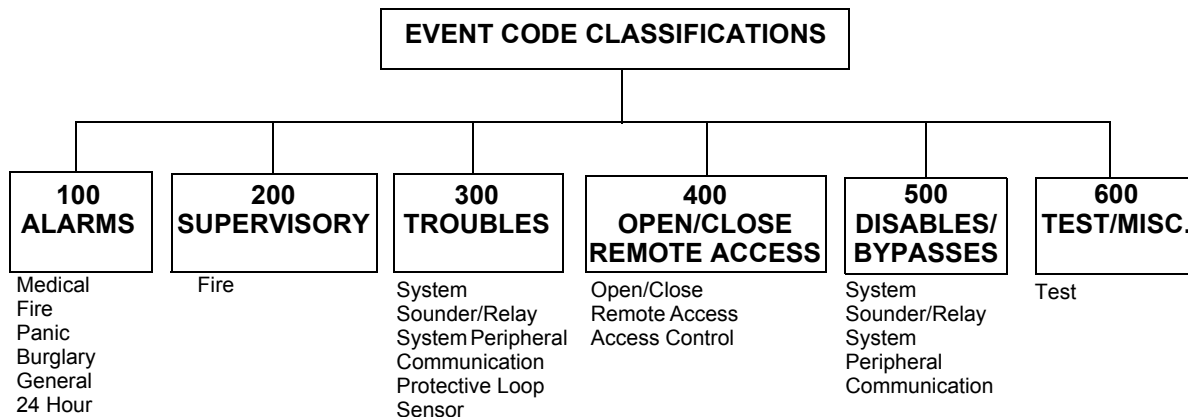 EVENT CODE CLASSIFICATIONS
100
ALARMS
Medical
Fire
Panic
Burglary
General
24 Hour
200
SUPERVISORY
Fire
300
TROUBLES
System
Sounder/Relay
System Peripheral
Communication
Protective Loop
Sensor
400
OPEN/CLOSE
REMOTE ACCESS
Open/Close
Remote Access
Access Control
500
DISABLES/
BYPASSES
System
Sounder/Relay
System
Peripheral
Communication
600
TEST/MISC.
Test